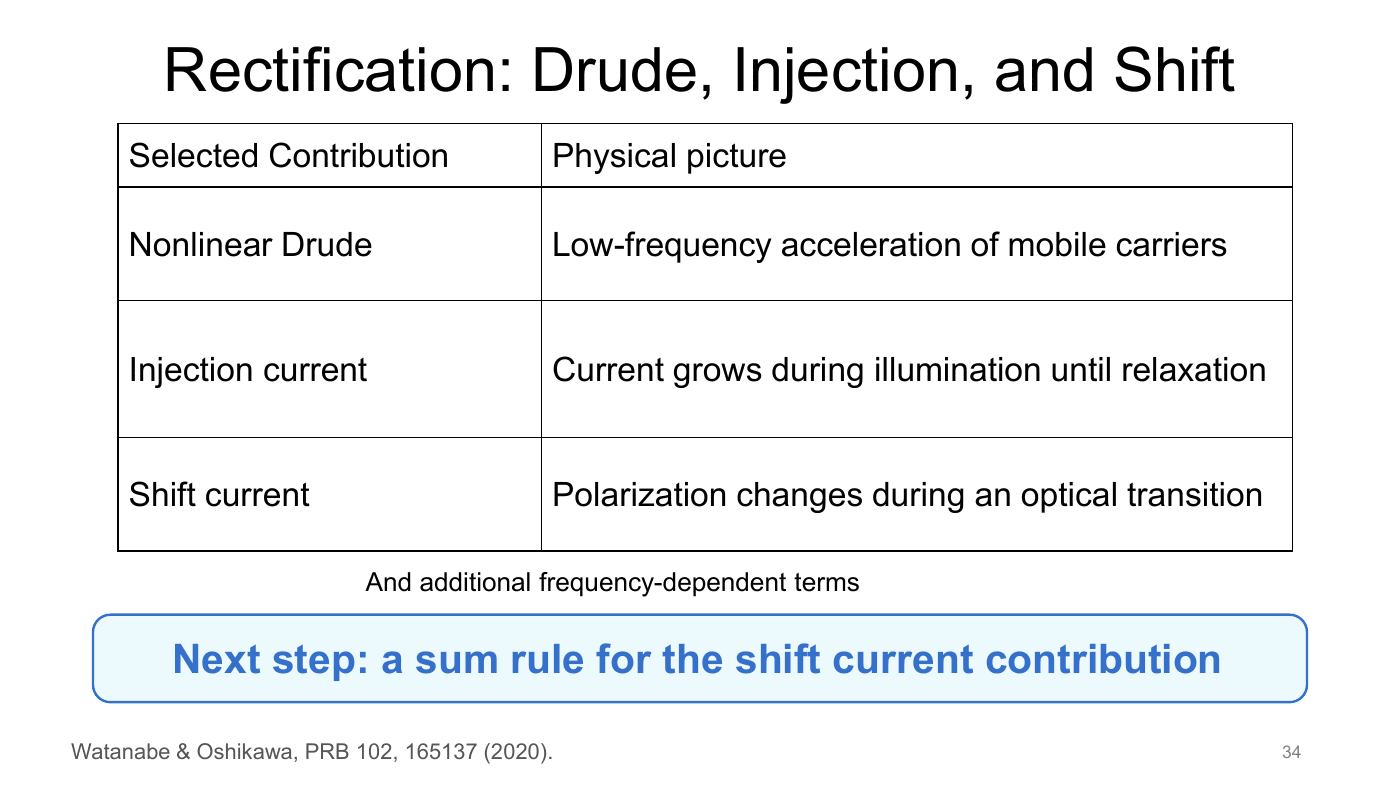 Rectification: Drude, Injection, and Shift
Selected Contribution
Physical picture
Nonlinear Drude
Low-frequency acceleration of mobile carriers
Injection current
Current grows during illumination until relaxation
Shift current
Polarization changes during an optical transition
And additional frequency-dependent terms
Next step: a sum rule for the shift current contribution
Watanabe & Oshikawa, PRB 102, 165137 (2020).
34